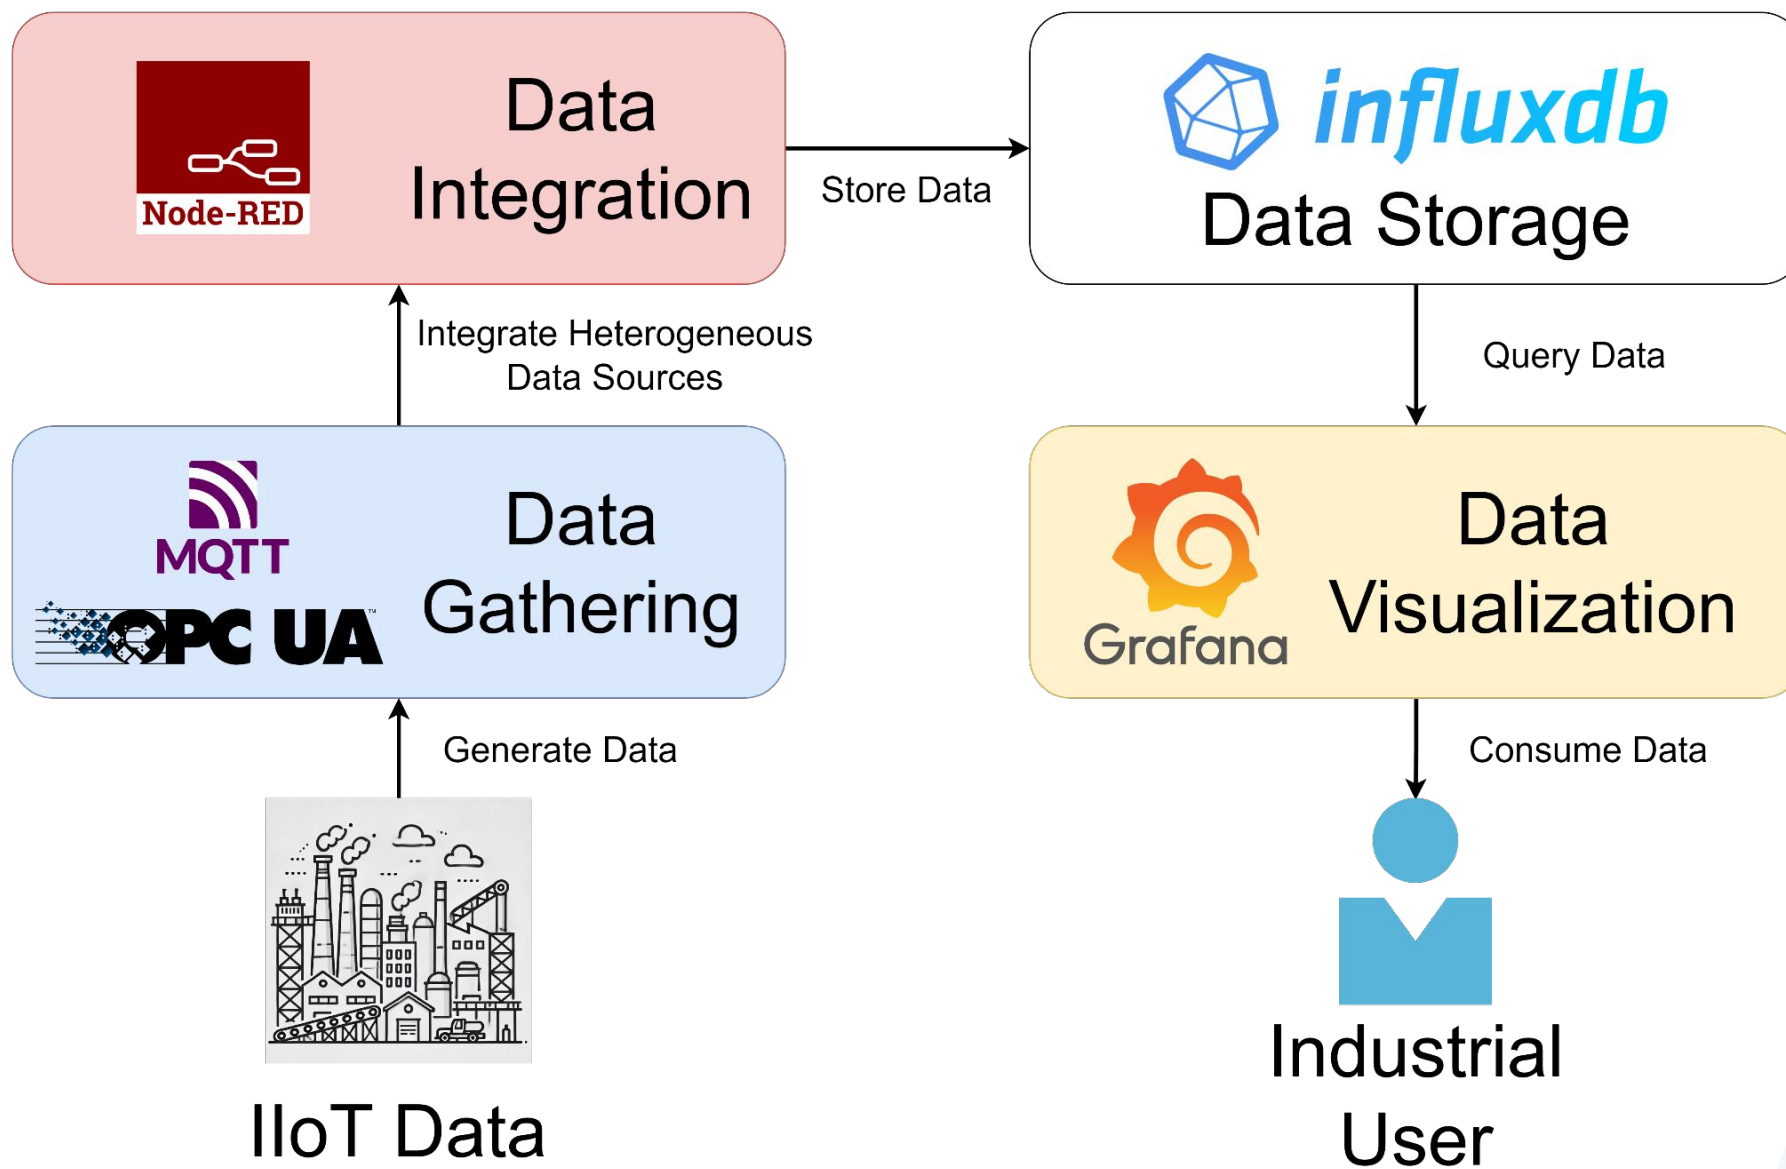 Node-RED
Data
Integration
Store Data
influxdb
Data Storage
Integrate Heterogeneous
Data Sources
Query Data
MQTT
OPC UA™
Data
Gathering
Grafana
Data
Visualization
Generate Data
Consume Data
IIoT Data
Industrial
User